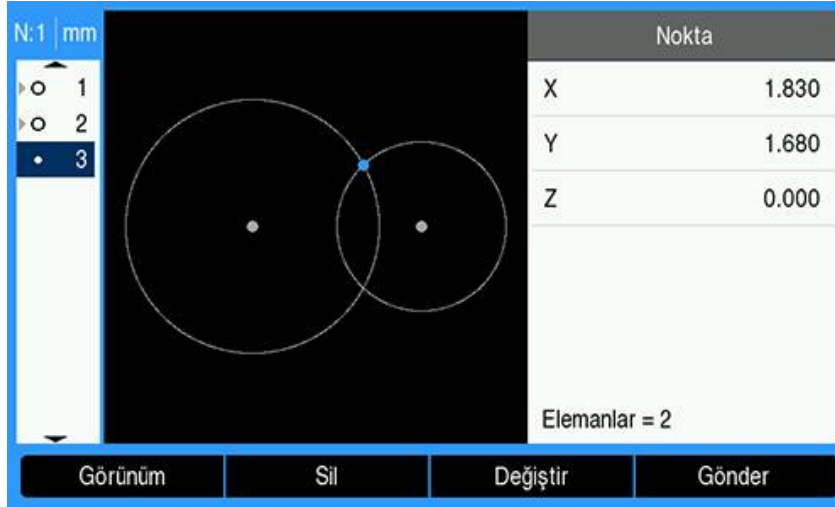 N:1 mm
1
2
3
Nokta
X 1.830
Y 1.680
Z 0.000
Elemanlar = 2
Görünüm Sil Değiştir Gönder